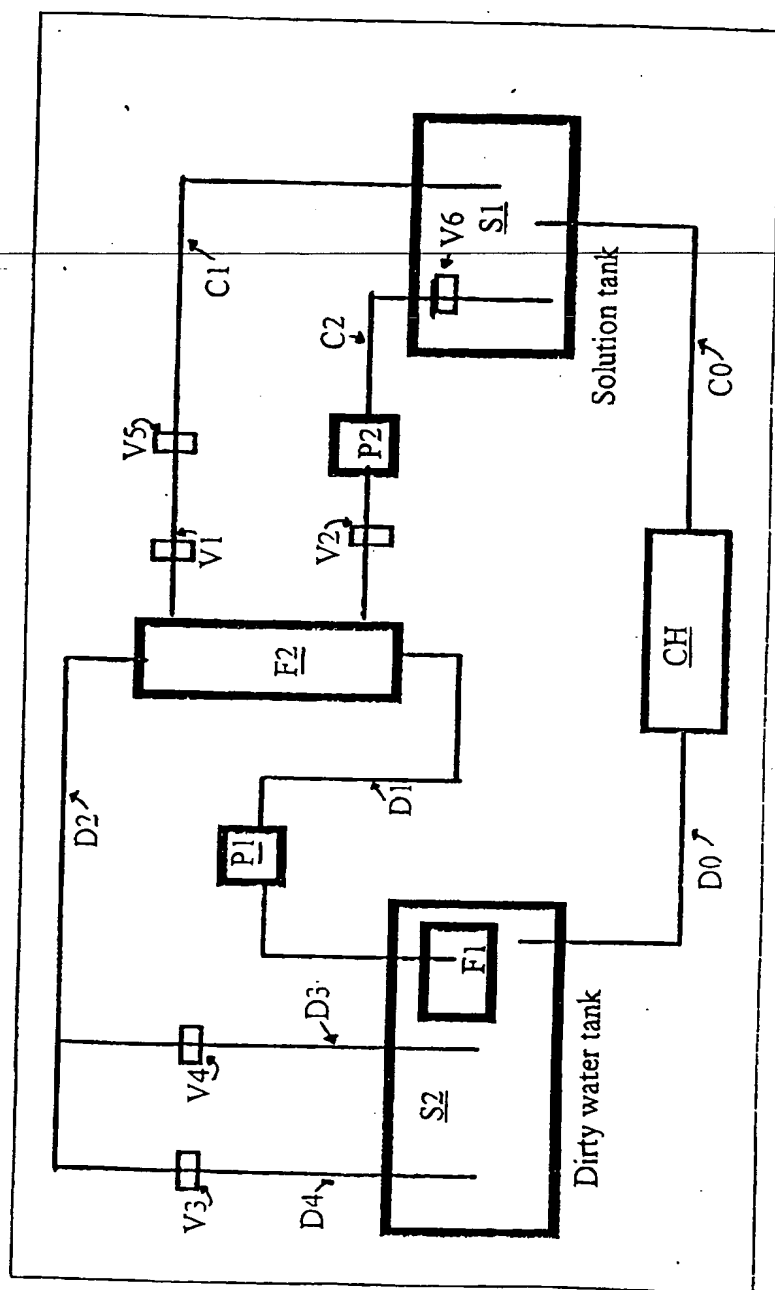 D2
C1
V5
V1
V3
V4
D4
D3
P1
D1
F2
V2
P2
C2
V6
S1
S2
F1
Solution tank
Dirty water tank
D0
CH
C0